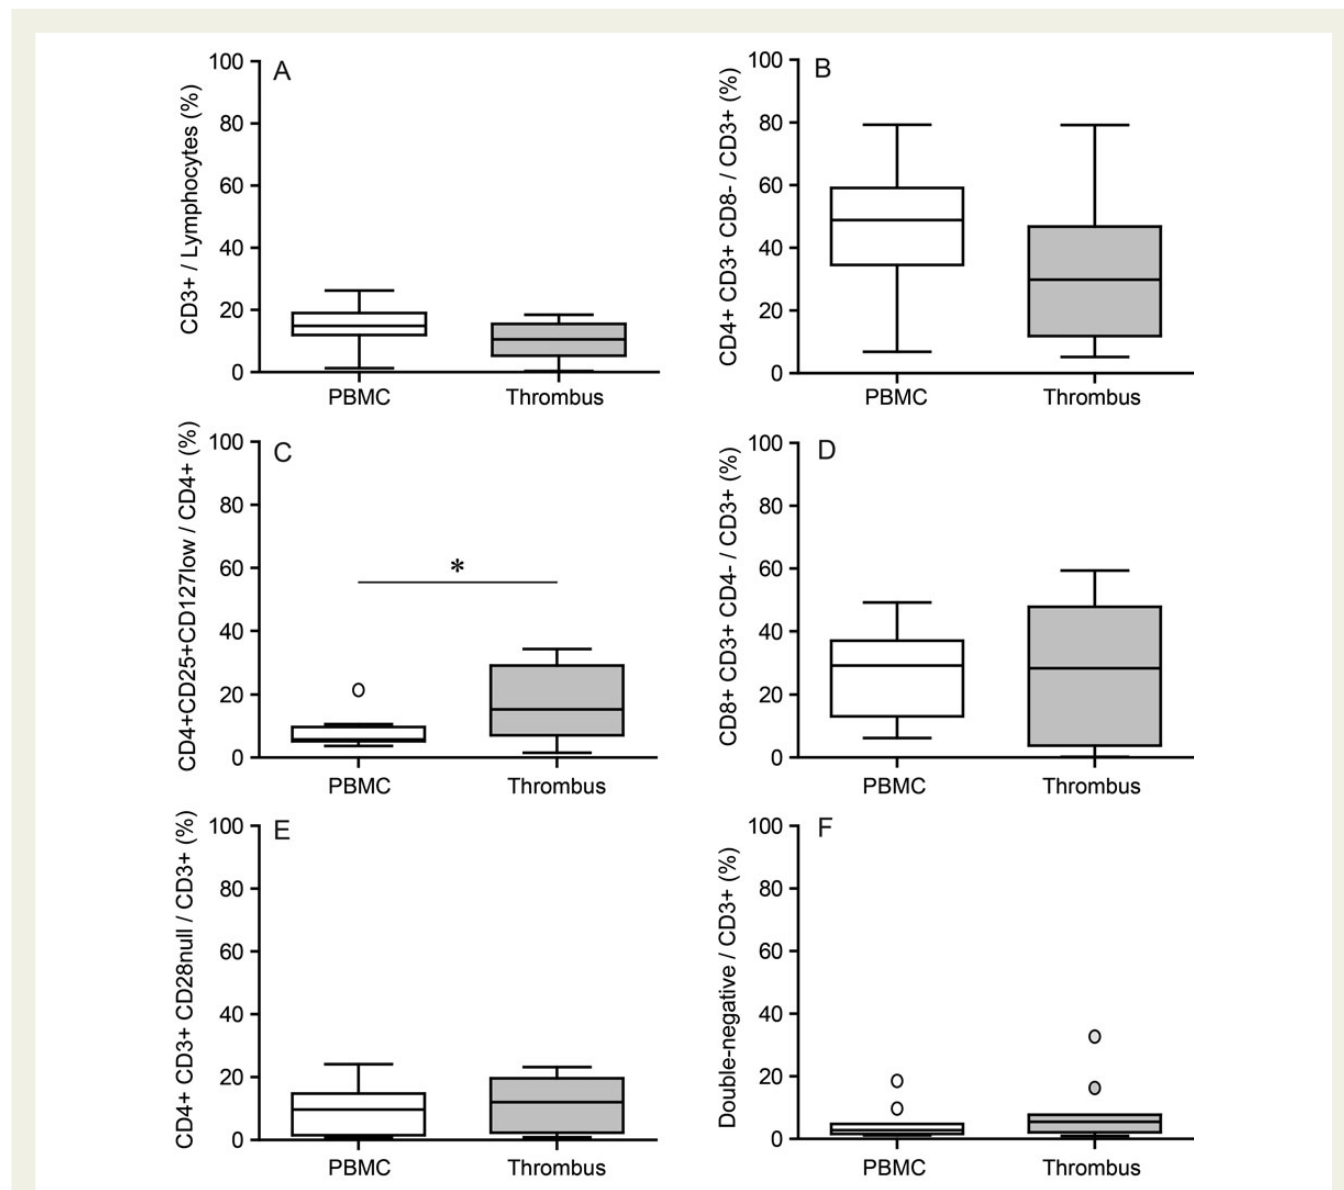 A
CD3+ / Lymphocytes (%)
100
80
60
40
20
0
PBMC Thrombus
B
CD4+ CD3+ CD8- / CD3+ (%)
100
80
60
40
20
0
PBMC Thrombus
C
CD4+CD25+CD127low / CD4+ (%)
100
80
60
40
20
0
*
PBMC Thrombus
D
CD8+ CD3+ CD4- / CD3+ (%)
100
80
60
40
20
0
PBMC Thrombus
E
CD4+ CD3+ CD28null / CD3+ (%)
100
80
60
40
20
0
PBMC Thrombus
F
Double-negative / CD3+ (%)
100
80
60
40
20
0
PBMC Thrombus